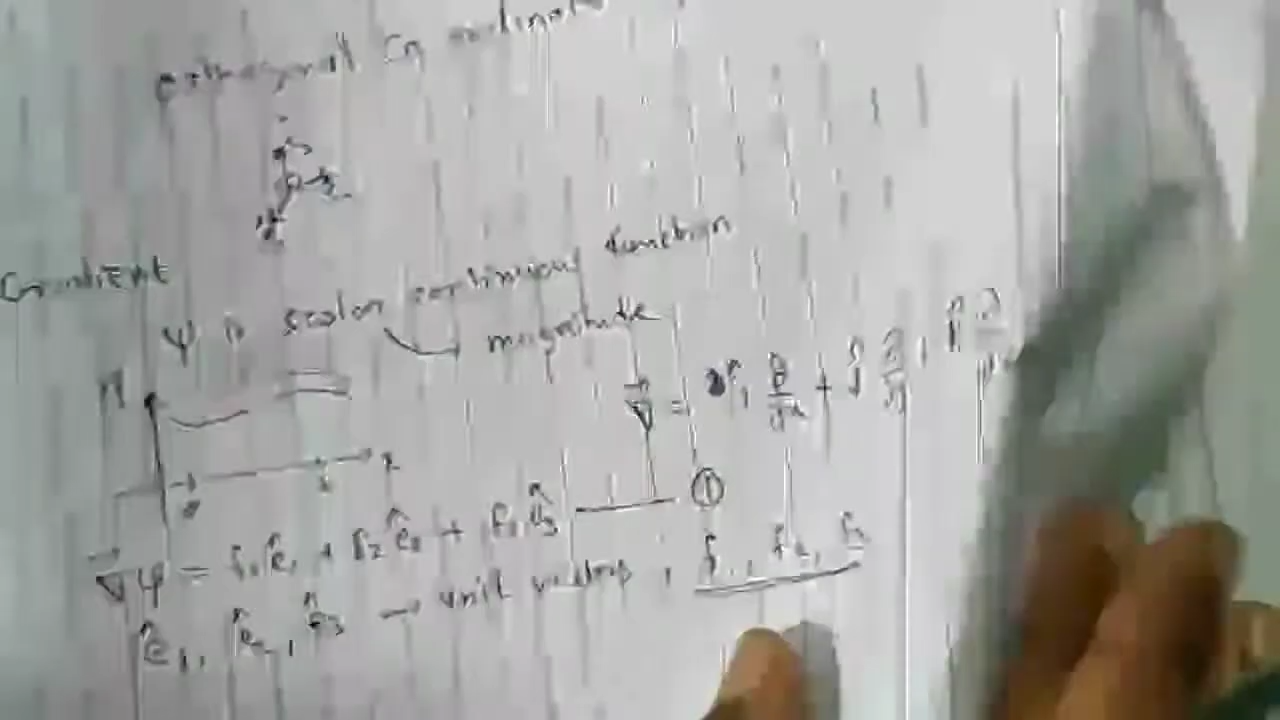 orthogonal Co ordinate
Gradient
ψ is scalar continuous function
magnitude
∇ = î ∂/∂x + ĵ ∂/∂y + k̂ ∂
x
①
∇ψ = f₁ê₁ + f₂ê₂ + f₃ê₃
ê₁, ê₂, ê₃ → unit vectors, f₁, f₂, f₃